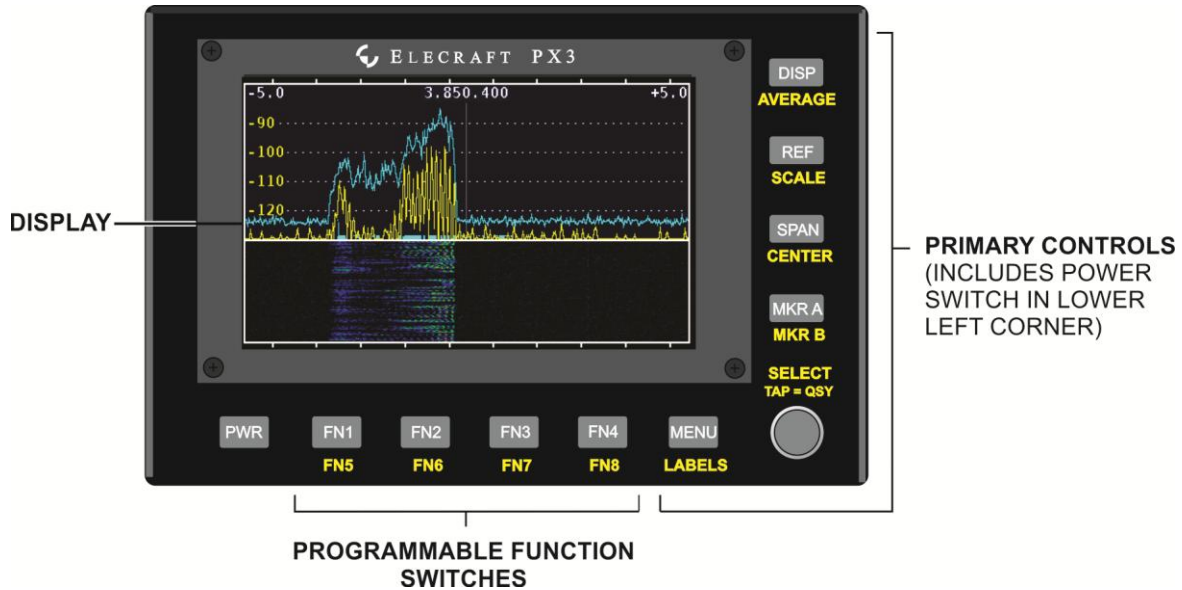 ELECRAFT PX3
-5.0 3.850.400 +5.0
-90
-100
-110
-120
DISP
AVERAGE
REF
SCALE
SPAN
CENTER
MKR A
MKR B
SELECT
TAP = QSY
PWR FN1 FN2 FN3 FN4 MENU
FN5 FN6 FN7 FN8 LABELS
DISPLAY
PRIMARY CONTROLS
(INCLUDES POWER
SWITCH IN LOWER
LEFT CORNER)
PROGRAMMABLE FUNCTION
SWITCHES